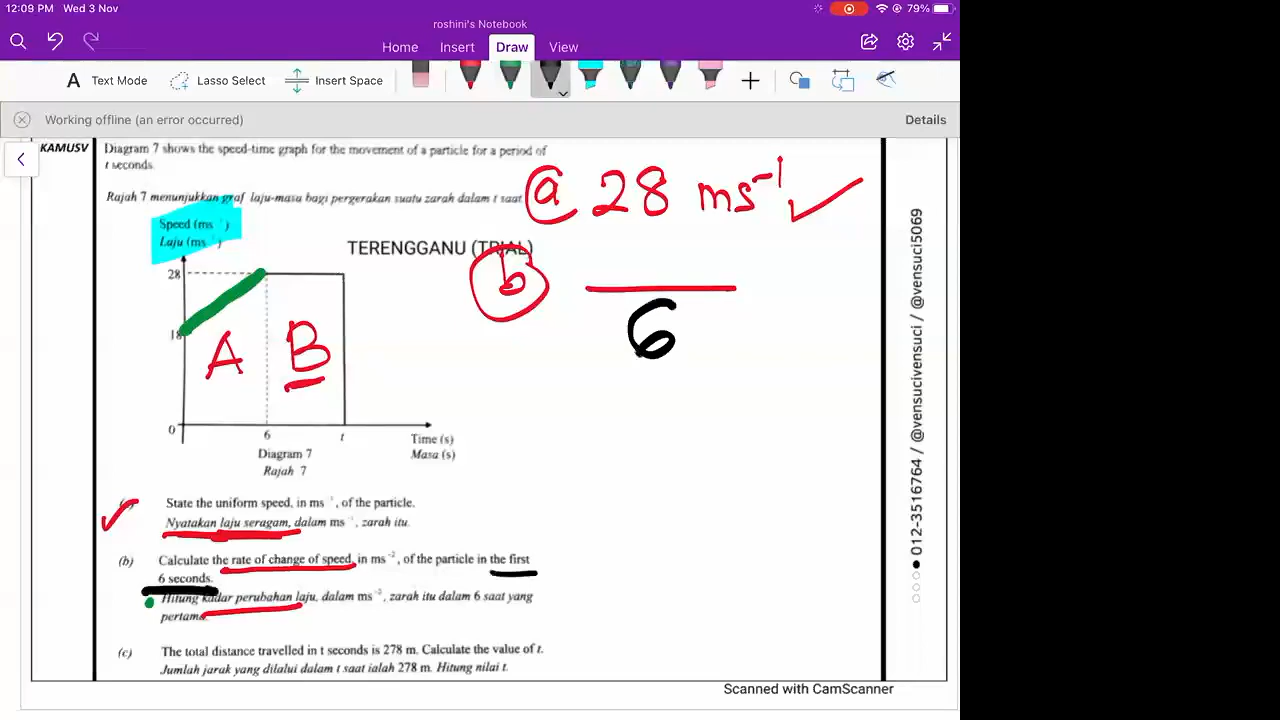 12:09 PM Wed 3 Nov
79%
roshini's Notebook
Home Insert Draw View
A Text Mode Lasso Select Insert Space
Working offline (an error occurred) Details
KAMUSV
Diagram 7 shows the speed-time graph for the movement of a particle for a period of
t seconds.
Rajah 7 menunjukkan graf laju-masa bagi pergerakan suatu zarah dalam t saat
@ 28 ms⁻¹ ✓
Speed (ms⁻¹)
Laju (ms⁻¹)
TERENGGANU (TRIAL)
b
6
28
18
A B
0
6 t Time (s)
Masa (s)
Diagram 7
Rajah 7
State the uniform speed, in ms⁻¹, of the particle.
Nyatakan laju seragam, dalam ms⁻¹, zarah itu.
(b) Calculate the rate of change of speed, in ms⁻², of the particle in the first
6 seconds.
Hitung kadar perubahan laju, dalam ms⁻², zarah itu dalam 6 saat yang
pertama.
(c) The total distance travelled in t seconds is 278 m. Calculate the value of t.
Jumlah jarak yang dilalui dalam t saat ialah 278 m. Hitung nilai t.
012-3516764 / @vensucivensuci / @vensuci5069
Scanned with CamScanner